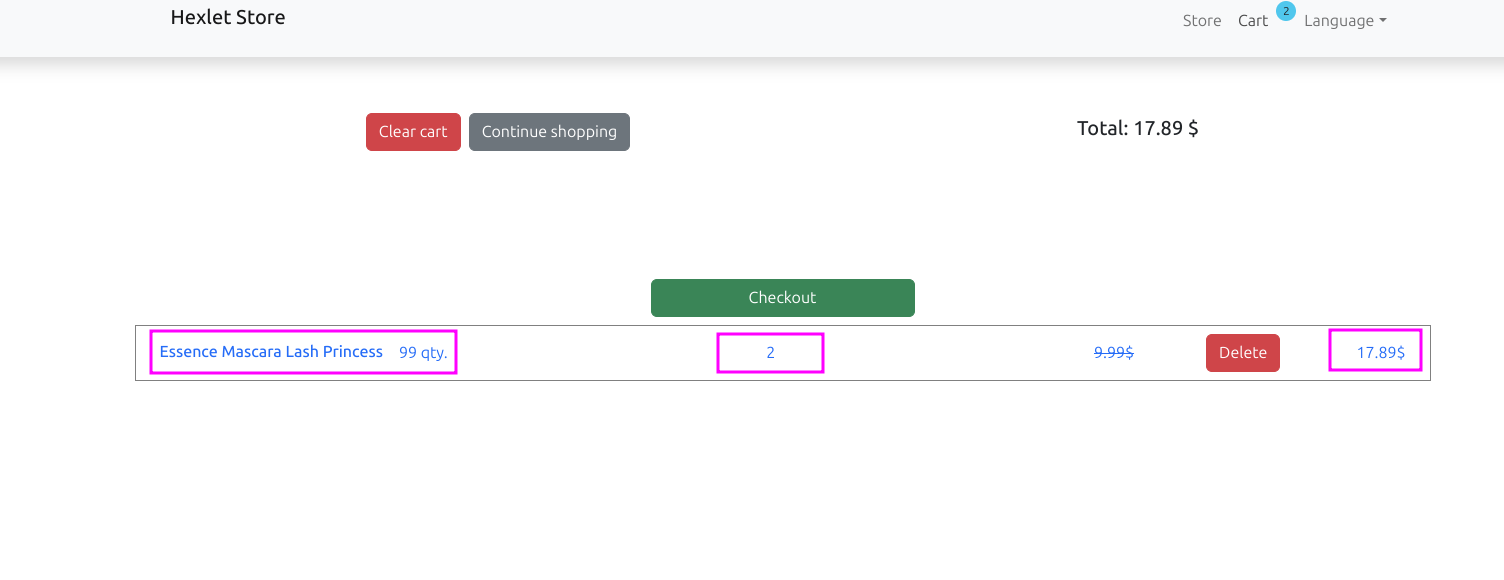 Hexlet Store
Store Cart 2 Language
Clear cart Continue shopping Total: 17.89 $
Checkout
Essence Mascara Lash Princess 99 qty. 2 9.99$ Delete 17.89$